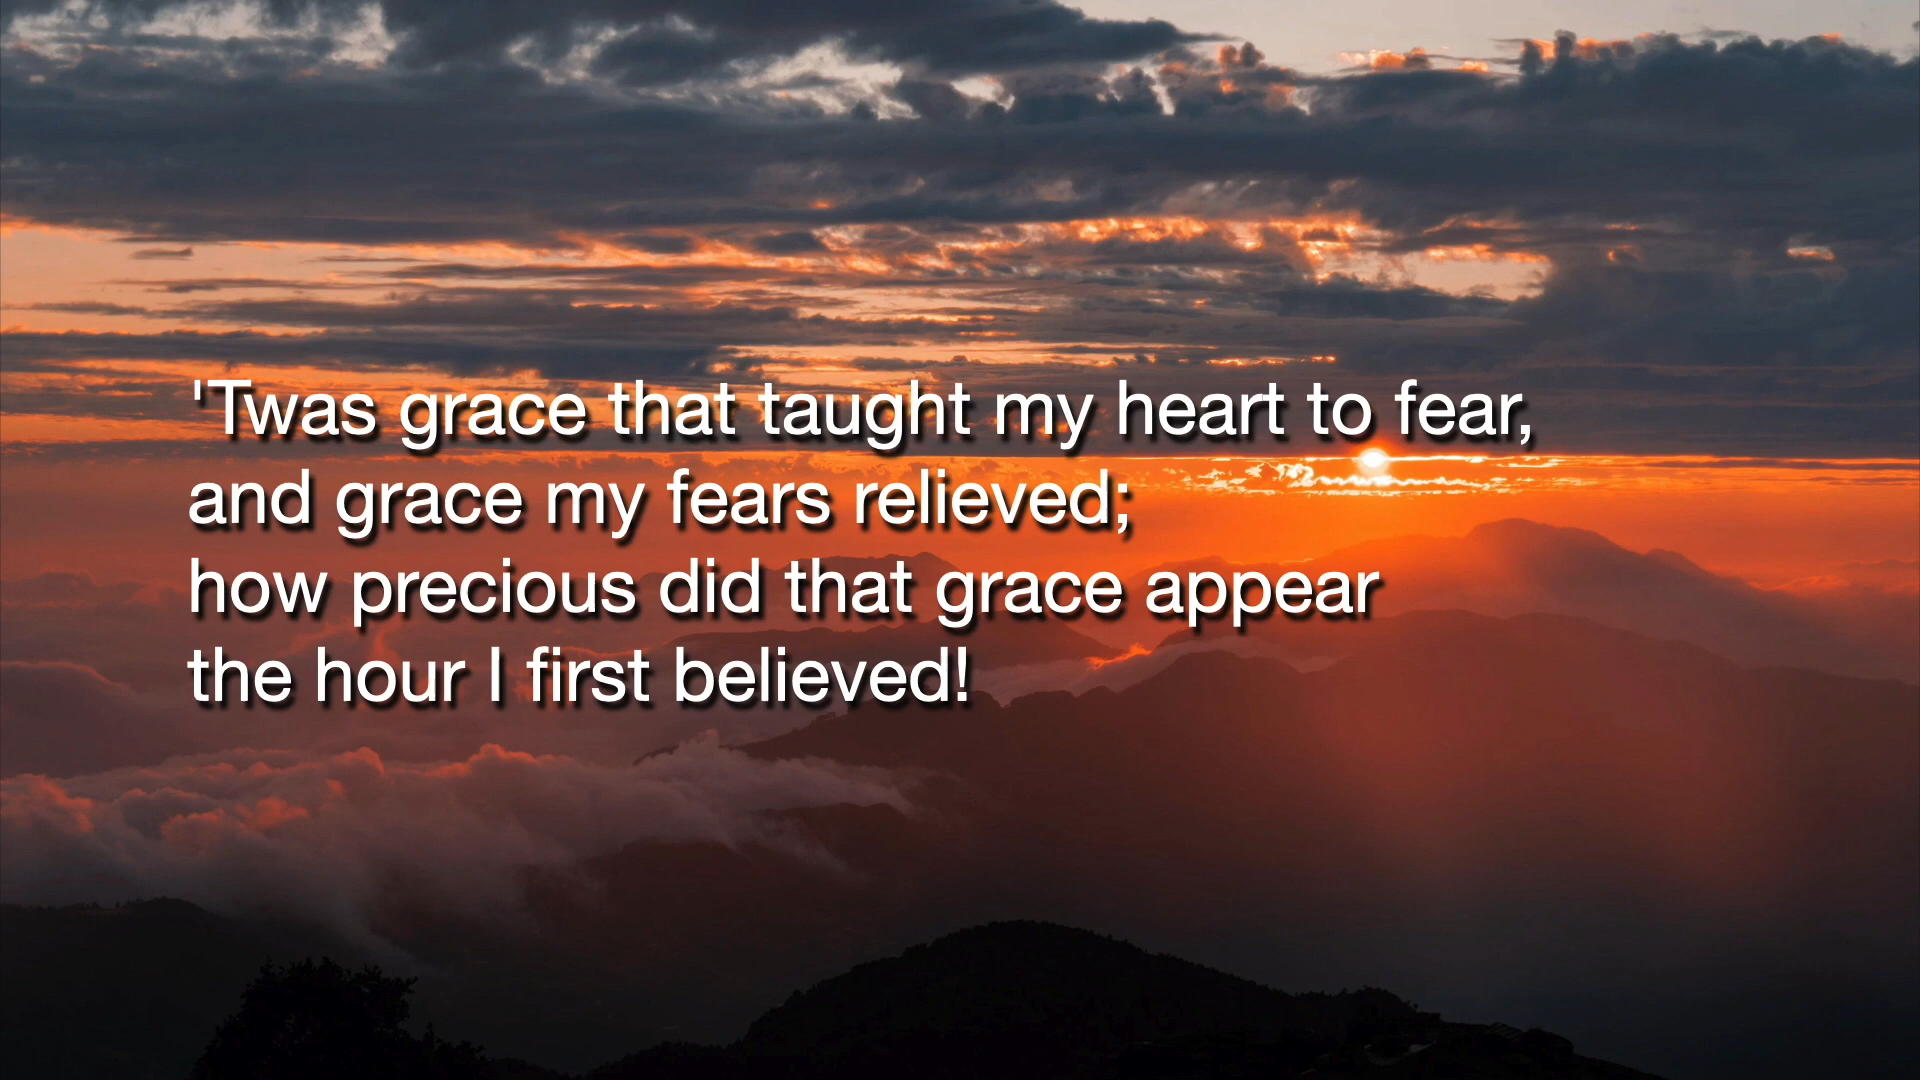 'Twas grace that taught my heart to fear,
and grace my fears relieved;
how precious did that grace appear
the hour I first believed!